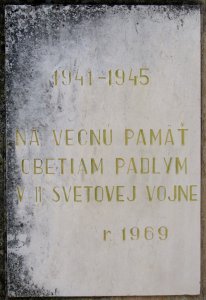 1941-1945
NA VEČNÚ PAMÄŤ
OBETIAM PADLÝM
V II SVETOVEJ VOJNE
r. 1969